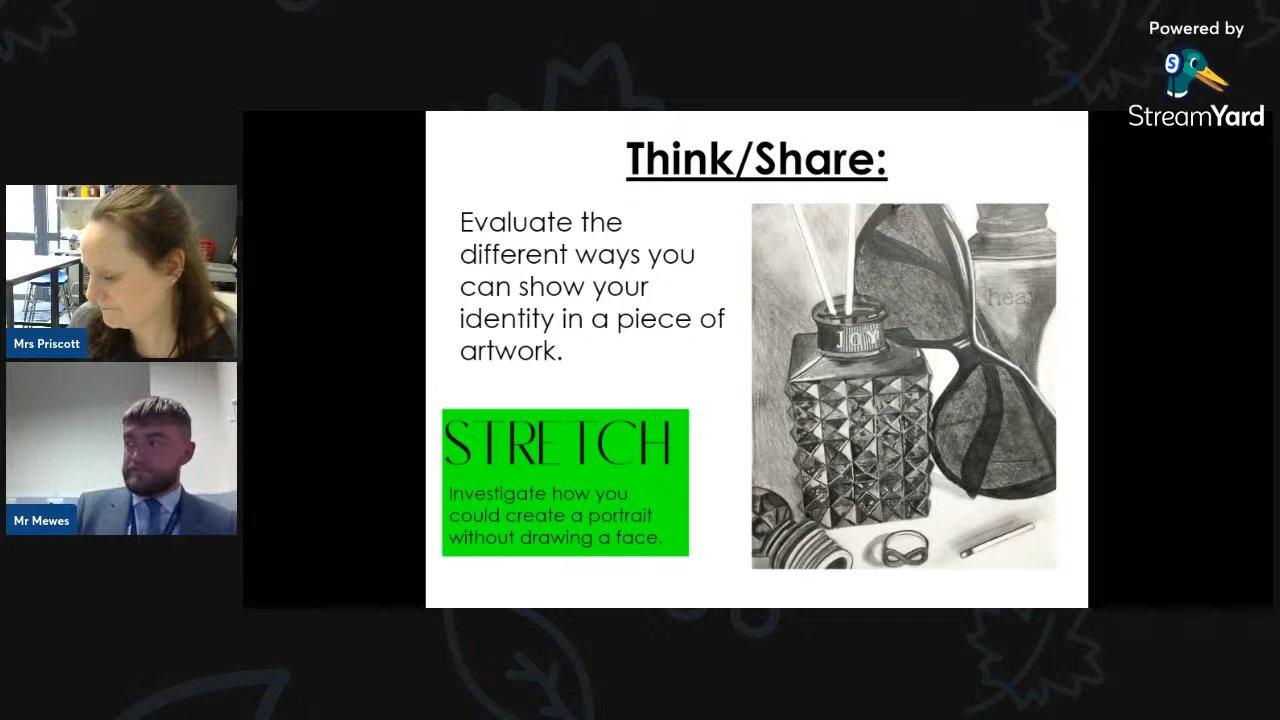 Powered by
StreamYard
Think/Share:
Evaluate the
different ways you
can show your
identity in a piece of
artwork.
JOY
STRETCH
Investigate how you
could create a portrait
without drawing a face.
Mrs Priscott
Mr Mewes